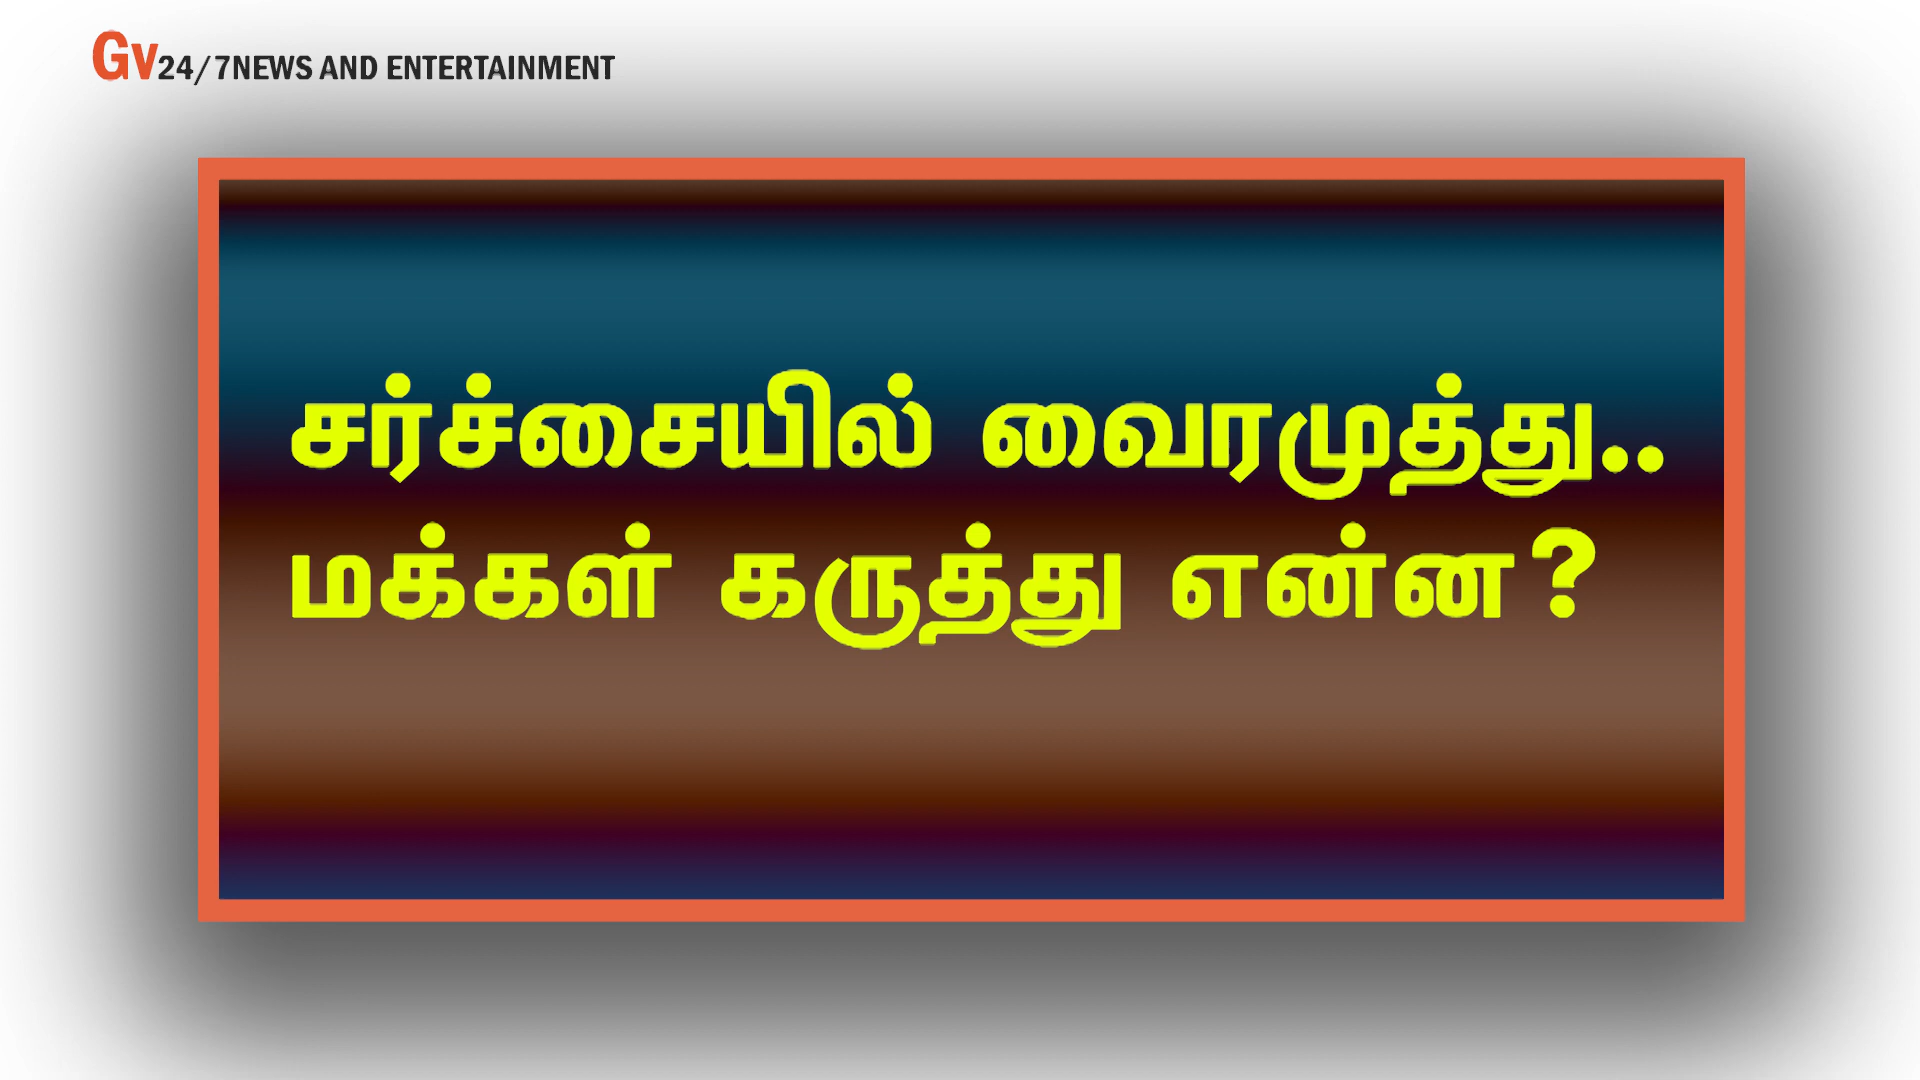 Gv24/7NEWS AND ENTERTAINMENT
சர்ச்சையில் வைரமுத்து..
மக்கள் கருத்து என்ன?